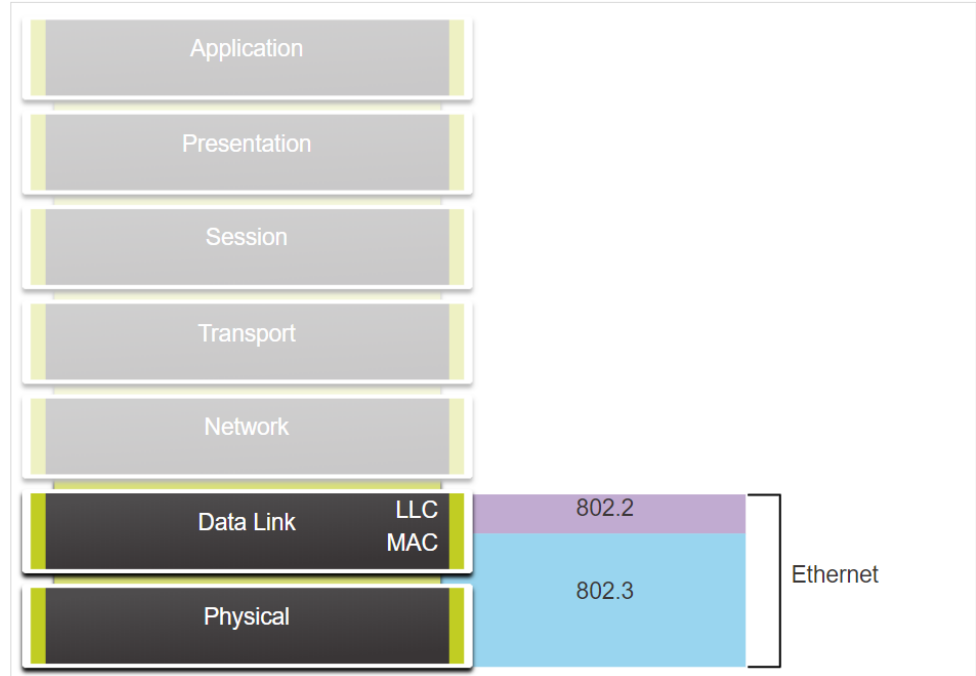 Application
Presentation
Session
Transport
Network
Data Link
LLC
MAC
802.2
802.3
Ethernet
Physical